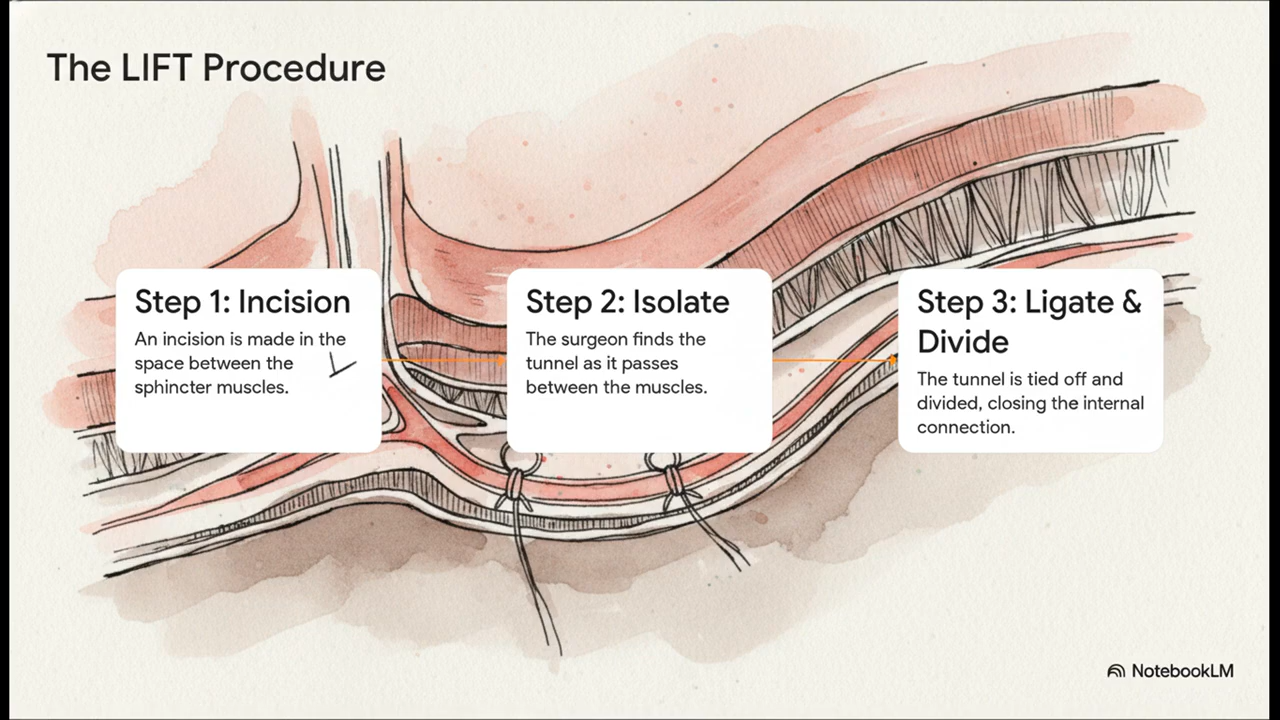 The LIFT Procedure
Step 1: Incision
An incision is made in the
space between the
sphincter muscles.
Step 2: Isolate
The surgeon finds the
tunnel as it passes
between the muscles.
Step 3: Ligate &
Divide
The tunnel is tied off and
divided, closing the internal
connection.
NotebookLM